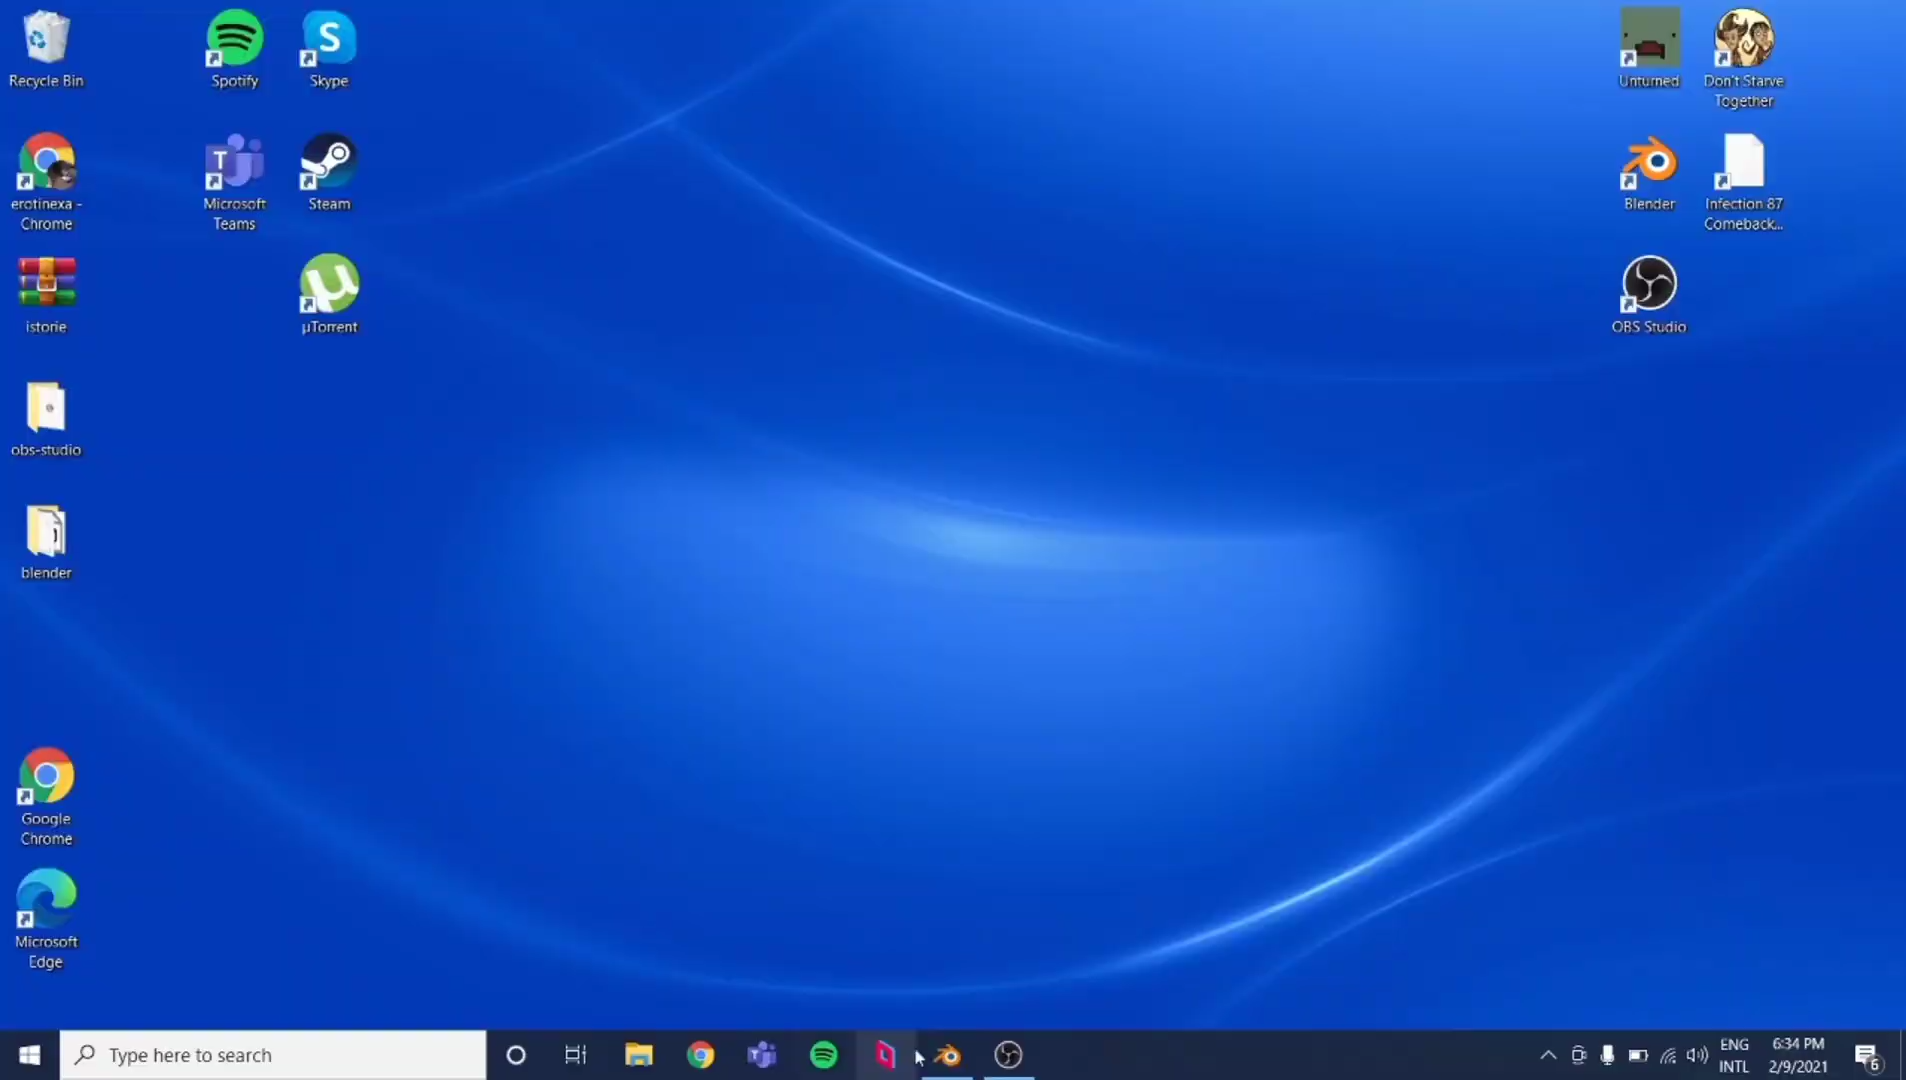 Recycle Bin
Spotify
Skype
Unturned
Don't Starve
Together
erotinexa -
Chrome
Microsoft
Teams
Steam
Blender
Infection 87
Comeback...
istorie
µTorrent
OBS Studio
obs-studio
blender
Google
Chrome
Microsoft
Edge
Type here to search
ENG
INTL
6:34 PM
2/9/2021
6